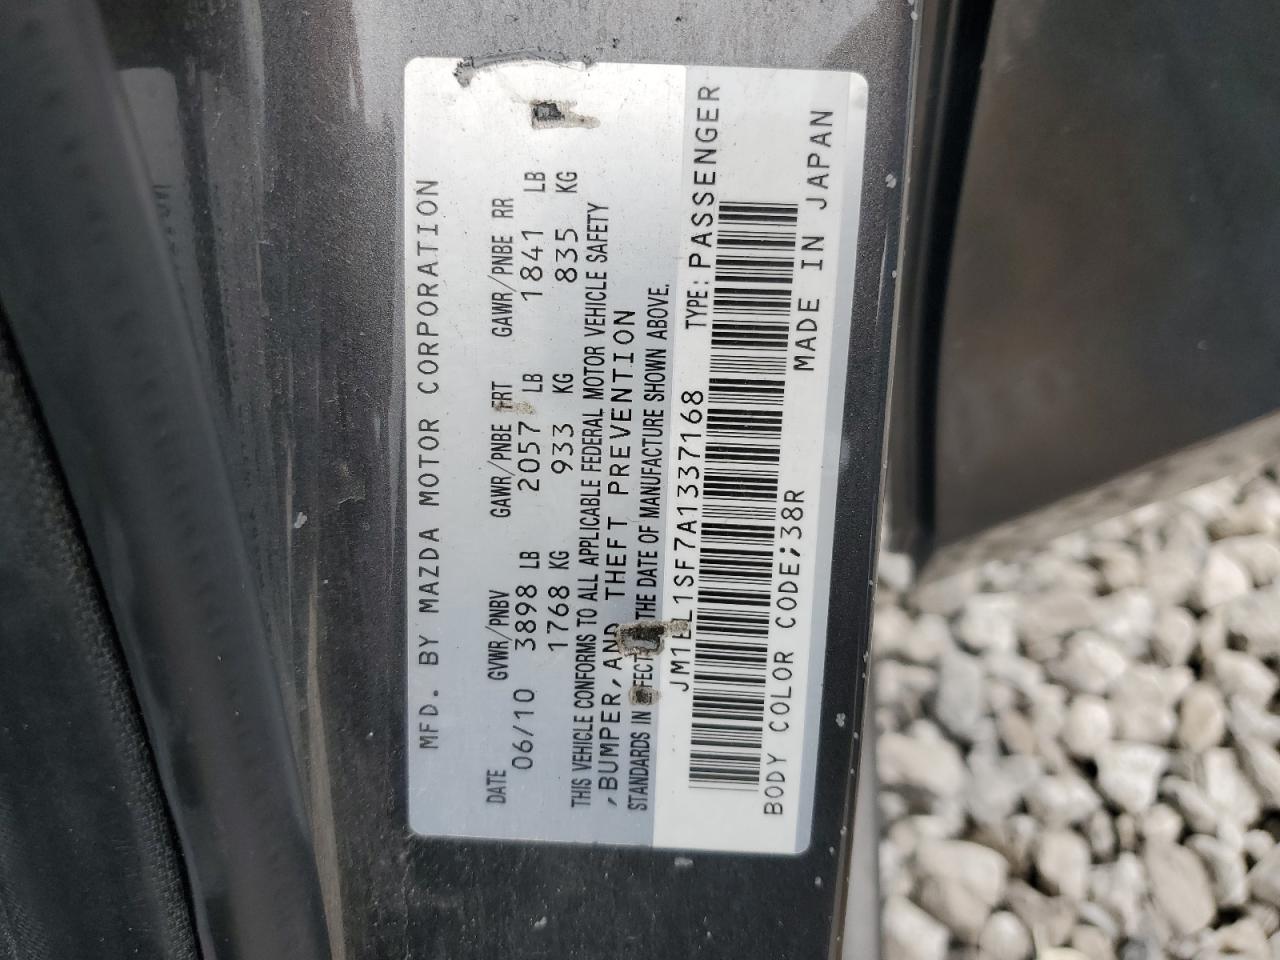 MFD. BY MAZDA MOTOR CORPORATION
DATE GVWR/PNBV GAWR/PNBE FRT GAWR/PNBE RR
06/10 3898 LB 2057 LB 1841 LB
1768 KG 933 KG 835 KG
THIS VEHICLE CONFORMS TO ALL APPLICABLE FEDERAL MOTOR VEHICLE SAFETY
,BUMPER, AND THEFT PREVENTION
STANDARDS IN EFFECT THE DATE OF MANUFACTURE SHOWN ABOVE.
TYPE: PASSENGER
BODY COLOR CODE;38R MADE IN JAPAN